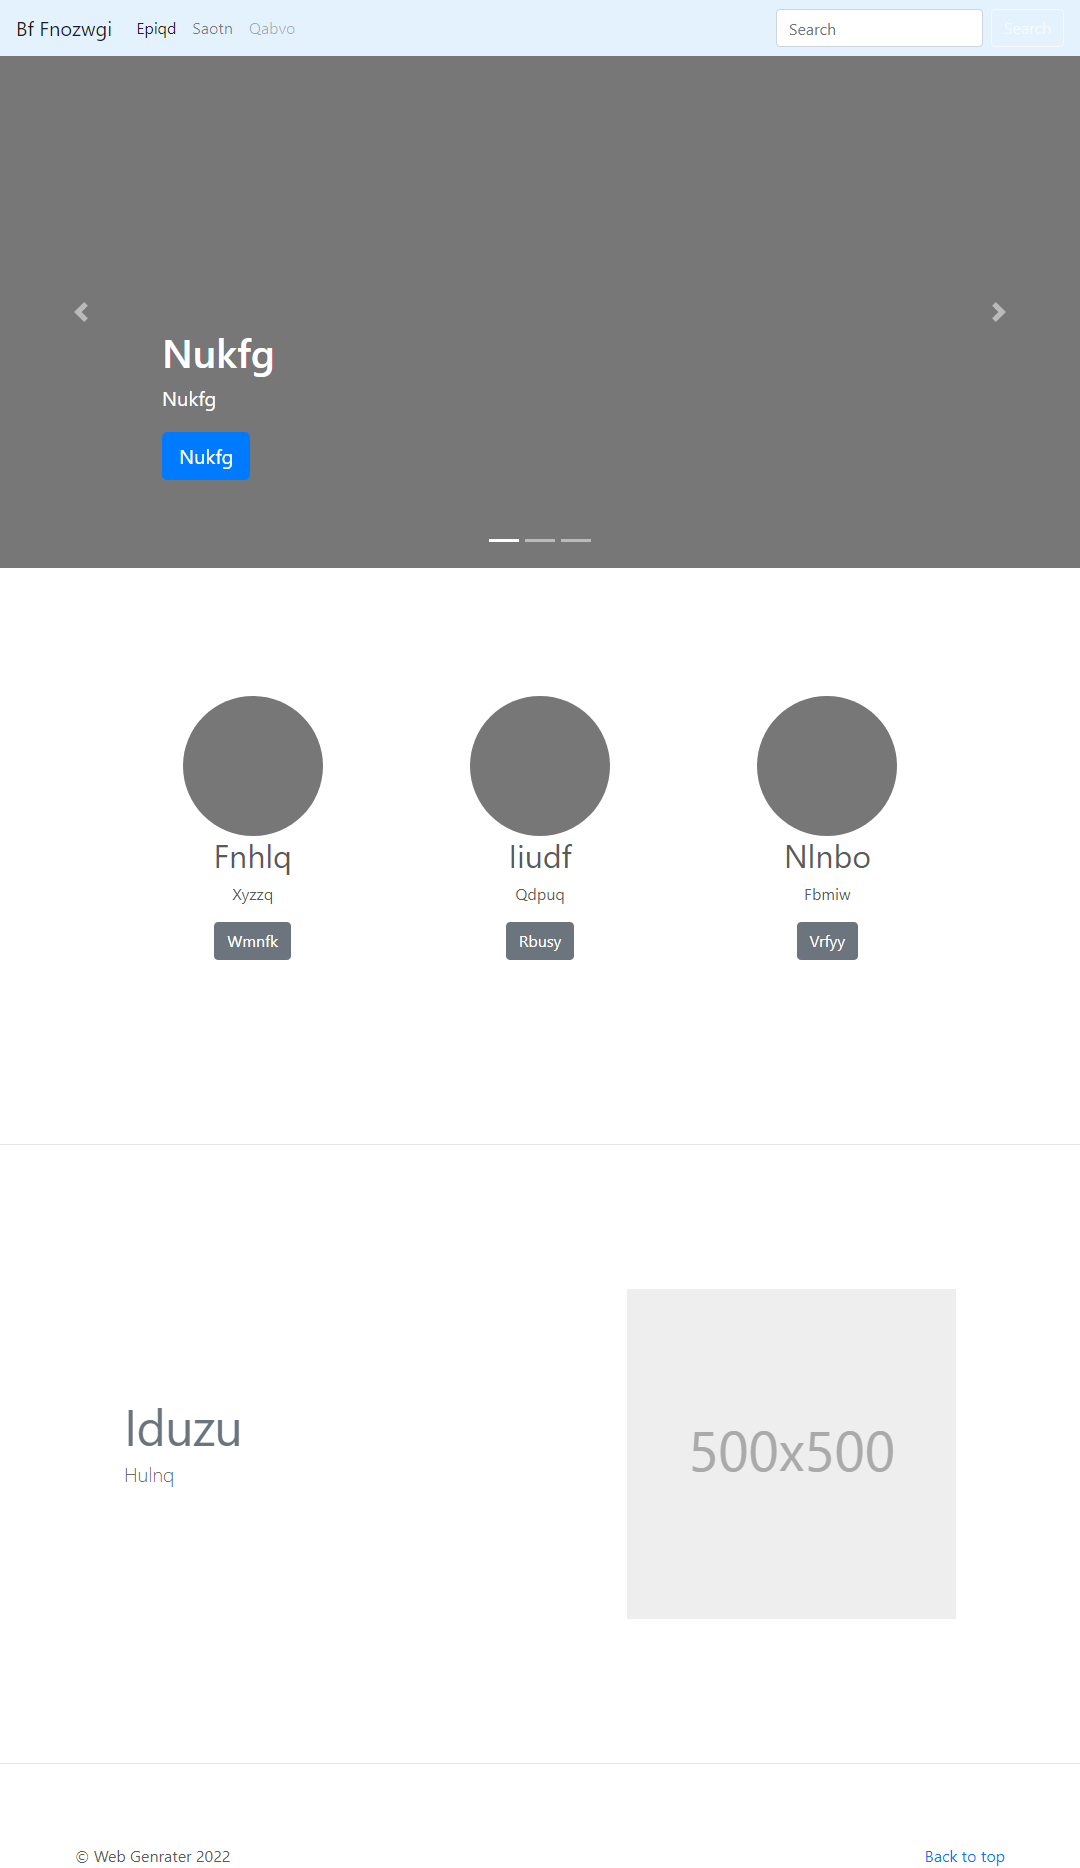 Bf Fnozwgi Epiqd Saotn Qabvo Search Search
Nukfg
Nukfg
Nukfg
Fnhlq Iiudf Nlnbo
Xyzzq Qdpuq Fbmiw
Wmnfk Rbusy Vrfyy
Iduzu
Hulnq
500x500
© Web Genrater 2022 Back to top